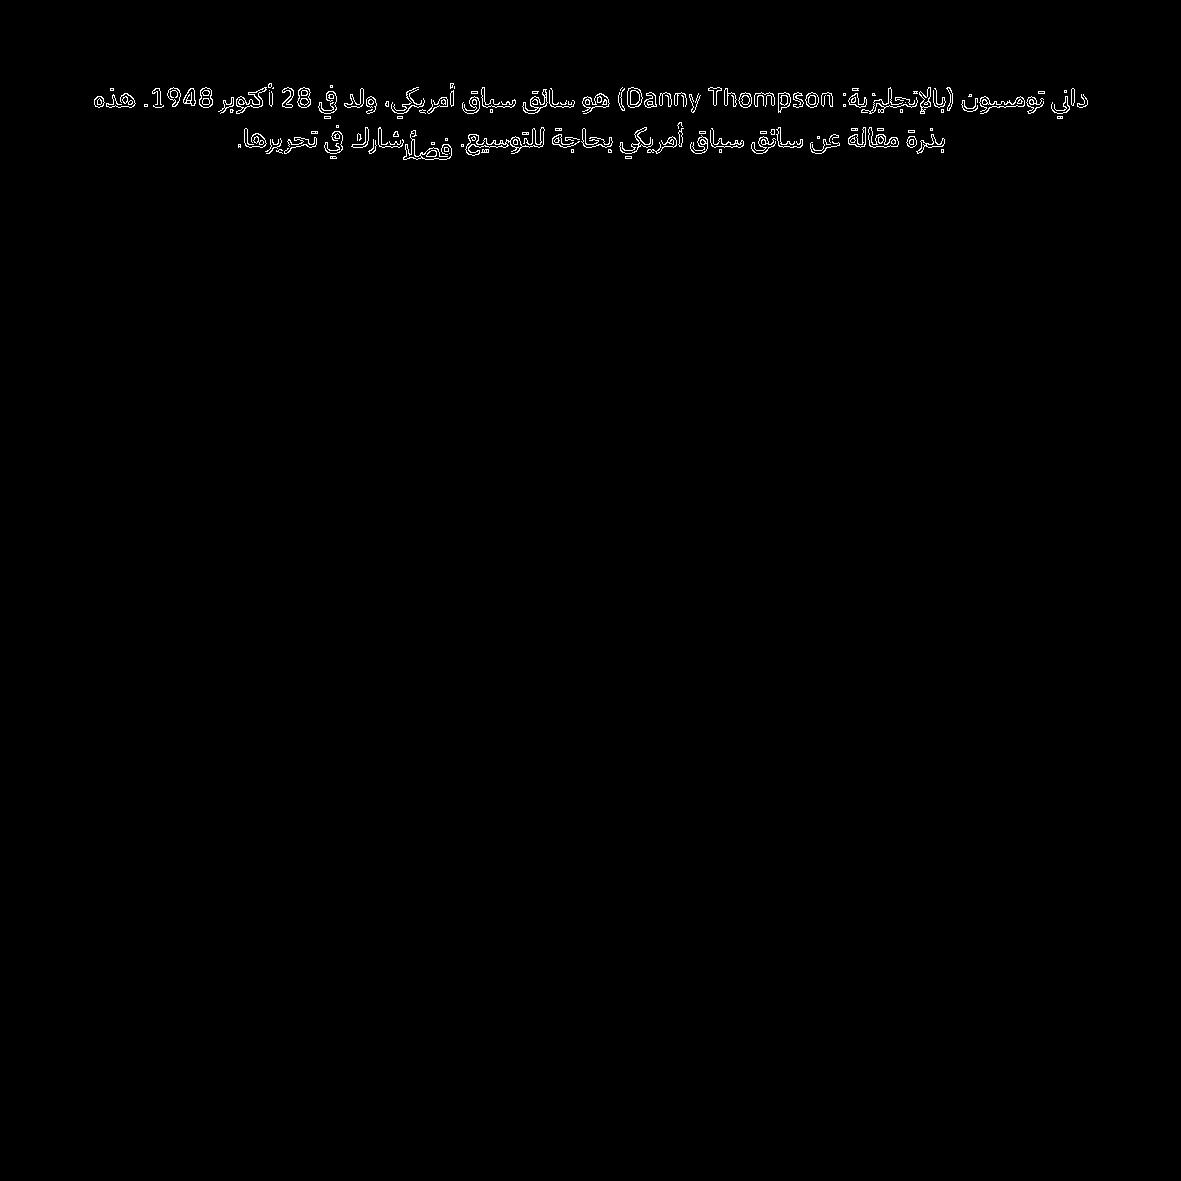 داني تومسون (بالإنجليزية: Danny Thompson) هو سائق سباق أمريكي، ولد في 28 أكتوبر 1948. هذه
بذرة مقالة عن سائق سباق أمريكي بحاجة للتوسيع. فضلاً شارك في تحريرها.